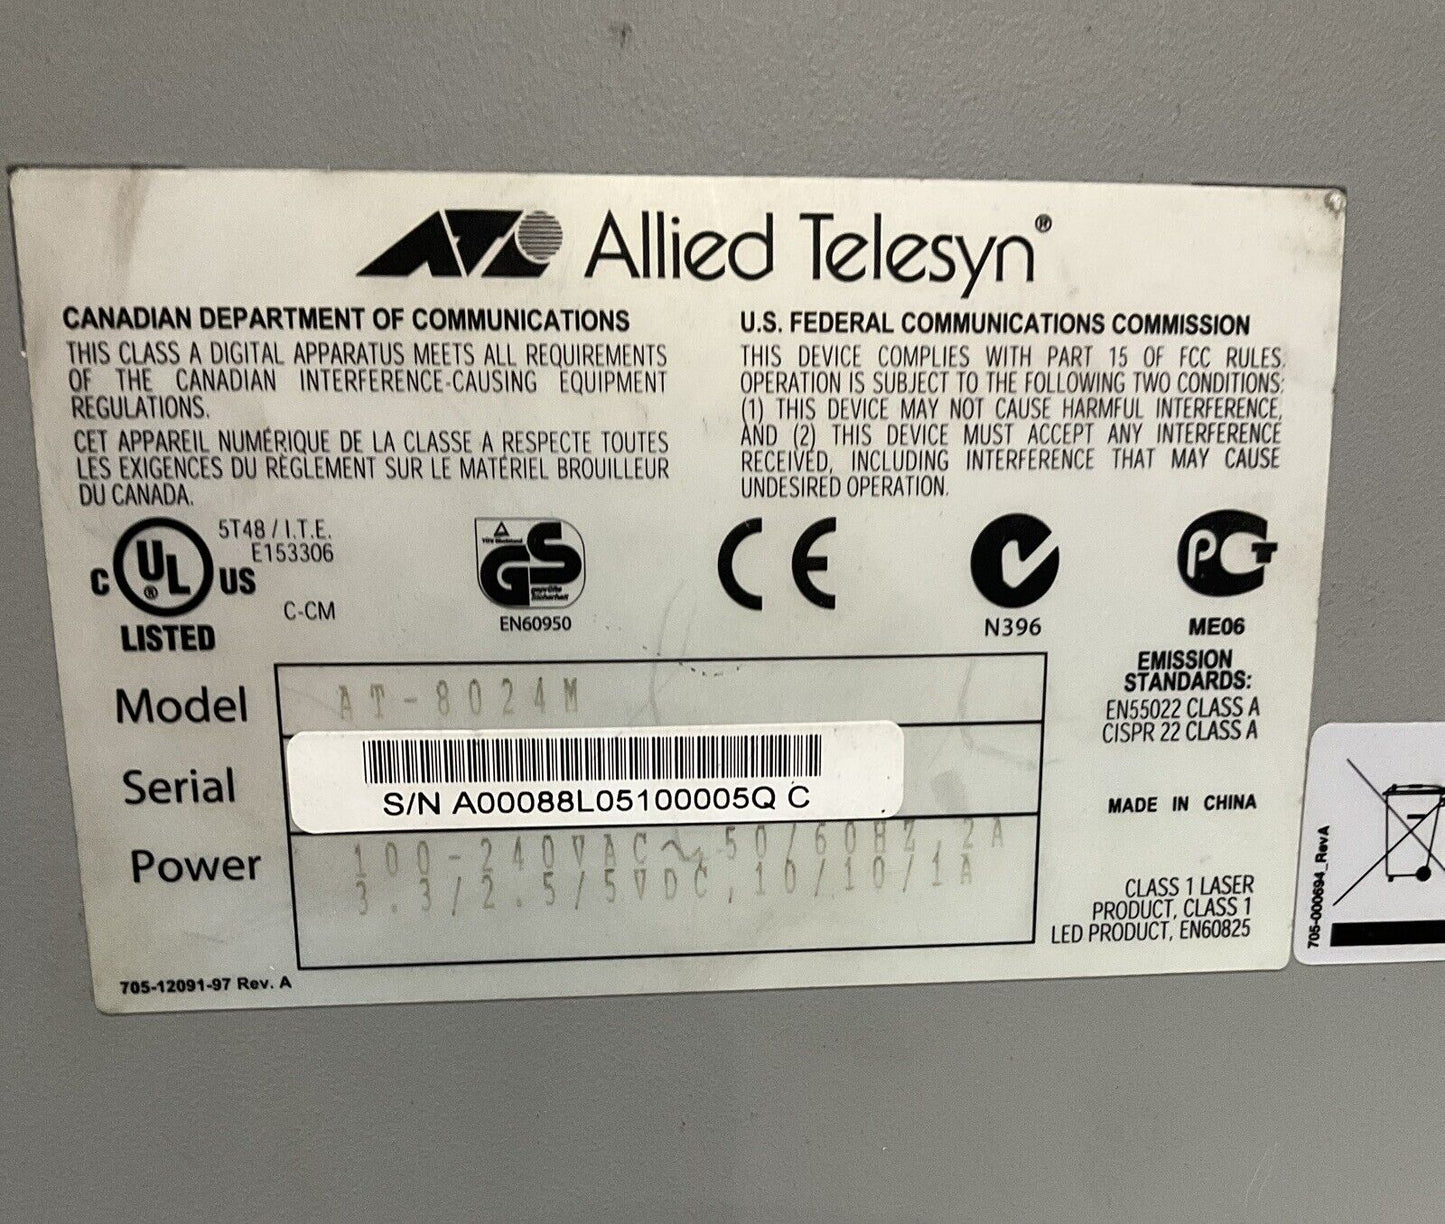 Allied Telesyn®
CANADIAN DEPARTMENT OF COMMUNICATIONS
THIS CLASS A DIGITAL APPARATUS MEETS ALL REQUIREMENTS
OF THE CANADIAN INTERFERENCE-CAUSING EQUIPMENT
REGULATIONS.
CET APPAREIL NUMÉRIQUE DE LA CLASSE A RESPECTE TOUTES
LES EXIGENCES DU RÈGLEMENT SUR LE MATÉRIEL BROUILLEUR
DU CANADA.
U.S. FEDERAL COMMUNICATIONS COMMISSION
THIS DEVICE COMPLIES WITH PART 15 OF FCC RULES.
OPERATION IS SUBJECT TO THE FOLLOWING TWO CONDITIONS:
(1) THIS DEVICE MAY NOT CAUSE HARMFUL INTERFERENCE,
AND (2) THIS DEVICE MUST ACCEPT ANY INTERFERENCE
RECEIVED, INCLUDING INTERFERENCE THAT MAY CAUSE
UNDESIRED OPERATION.
C UL® US
LISTED
5T48 / I.T.E.
E153306
C-CM
GS
geprüfte
Sicherheit
EN60950
CE
N396
PCT
ME06
EMISSION
STANDARDS:
EN55022 CLASS A
CISPR 22 CLASS A
Model AT-8024M
Serial S/N A00088L05100005Q C
Power 100-240VAC~ 50/60HZ,2A
3.3/2.5/5VDC,10/10/1A
MADE IN CHINA
CLASS 1 LASER
PRODUCT, CLASS 1
LED PRODUCT, EN60825
705-12091-97 Rev. A
705-000694_RevA